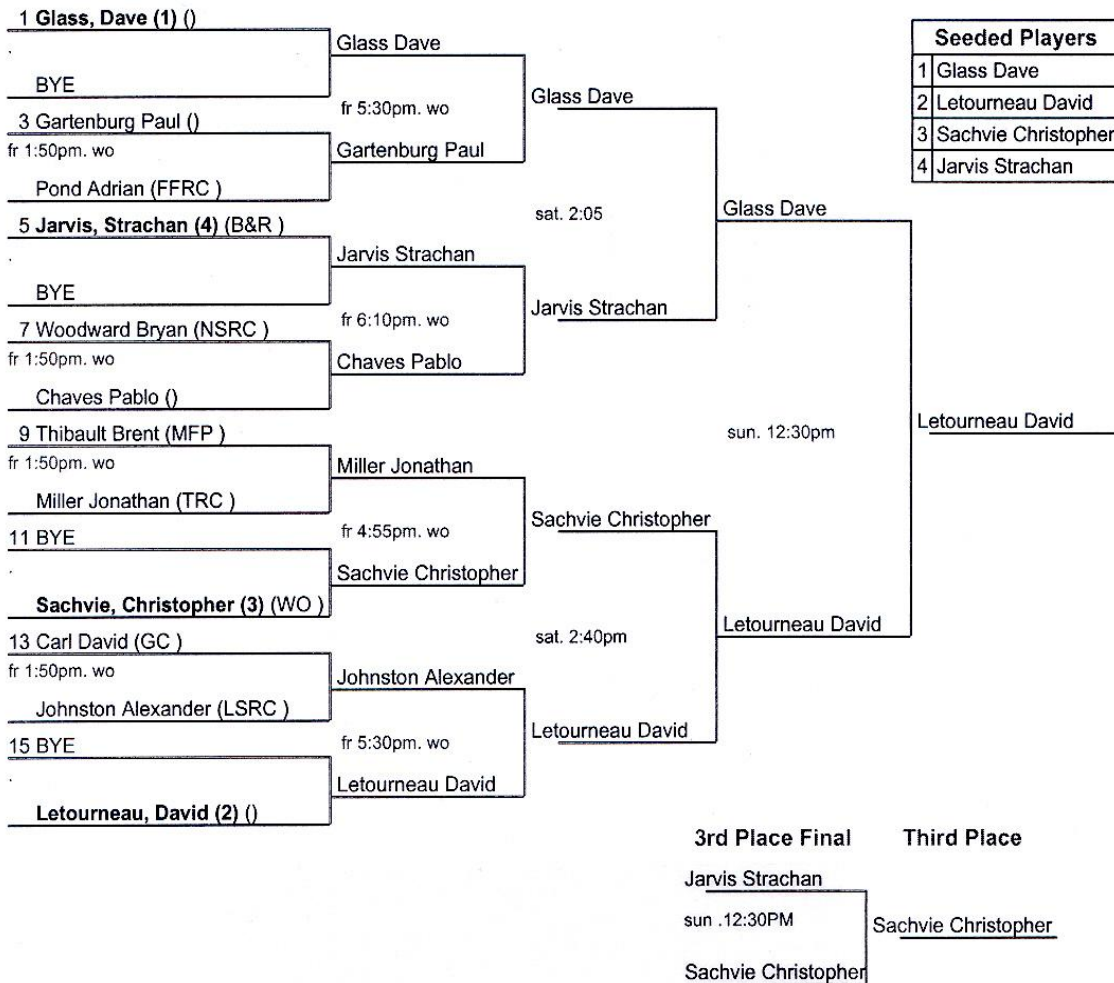 1 Glass, Dave (1) ()
BYE
3 Gartenburg Paul ()
fr 1:50pm. wo
Pond Adrian (FFRC )
5 Jarvis, Strachan (4) (B&R )
BYE
7 Woodward Bryan (NSRC )
fr 1:50pm. wo
Chaves Pablo ()
9 Thibault Brent (MFP )
fr 1:50pm. wo
Miller Jonathan (TRC )
11 BYE
Sachvie, Christopher (3) (WO )
13 Carl David (GC )
fr 1:50pm. wo
Johnston Alexander (LSRC )
15 BYE
Letourneau, David (2) ()
Glass Dave
fr 5:30pm. wo
Gartenburg Paul
Jarvis Strachan
fr 6:10pm. wo
Chaves Pablo
Miller Jonathan
fr 4:55pm. wo
Sachvie Christopher
Johnston Alexander
fr 5:30pm. wo
Letourneau David
Glass Dave
sat. 2:05
Jarvis Strachan
Sachvie Christopher
sat. 2:40pm
Letourneau David
Glass Dave
sun. 12:30pm
Letourneau David
Letourneau David
Seeded Players
1 Glass Dave
2 Letourneau David
3 Sachvie Christopher
4 Jarvis Strachan
3rd Place Final
Jarvis Strachan
sun .12:30PM
Sachvie Christopher
Third Place
Sachvie Christopher